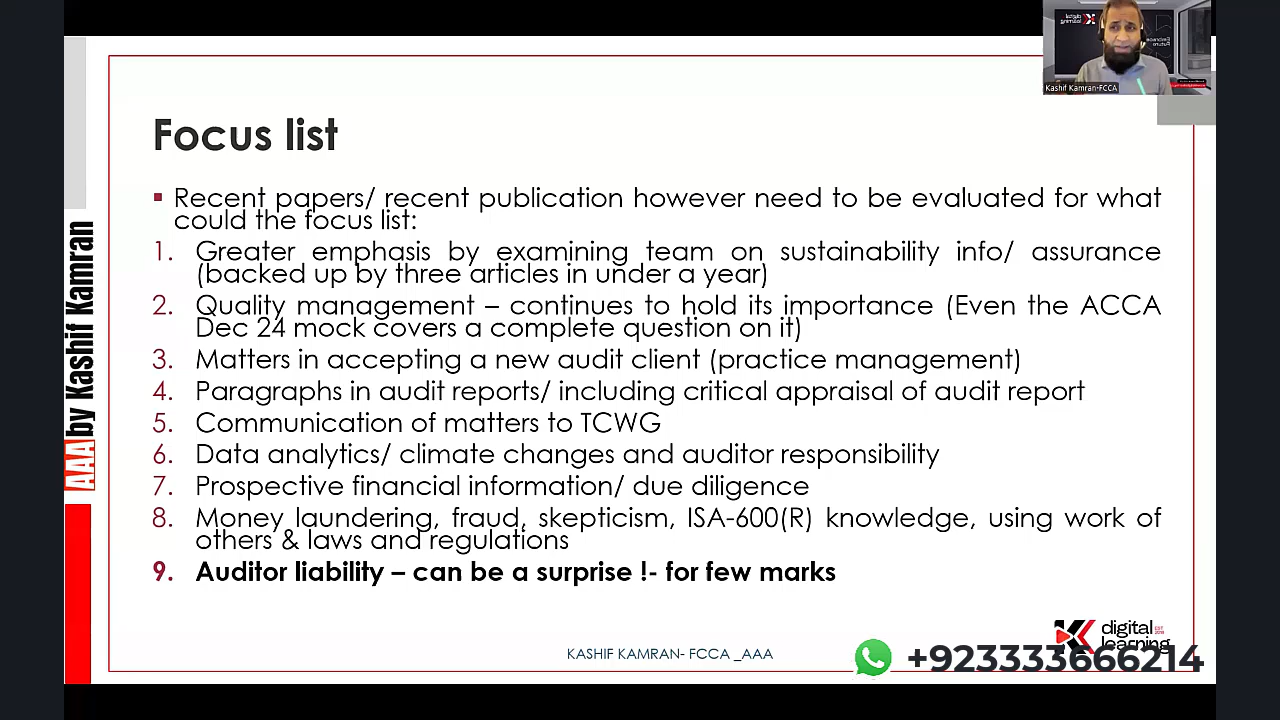 Kashif Kamran-FCCA
Focus list
Recent papers/ recent publication however need to be evaluated for what
could the focus list:
1. Greater emphasis by examining team on sustainability info/ assurance
(backed up by three articles in under a year)
2. Quality management – continues to hold its importance (Even the ACCA
Dec 24 mock covers a complete question on it)
3. Matters in accepting a new audit client (practice management)
4. Paragraphs in audit reports/ including critical appraisal of audit report
5. Communication of matters to TCWG
6. Data analytics/ climate changes and auditor responsibility
7. Prospective financial information/ due diligence
8. Money laundering, fraud, skepticism, ISA-600(R) knowledge, using work of
others & laws and regulations
9. Auditor liability – can be a surprise !- for few marks
AAA by Kashif Kamran
KASHIF KAMRAN- FCCA _AAA
K digital
learning
+923333666214